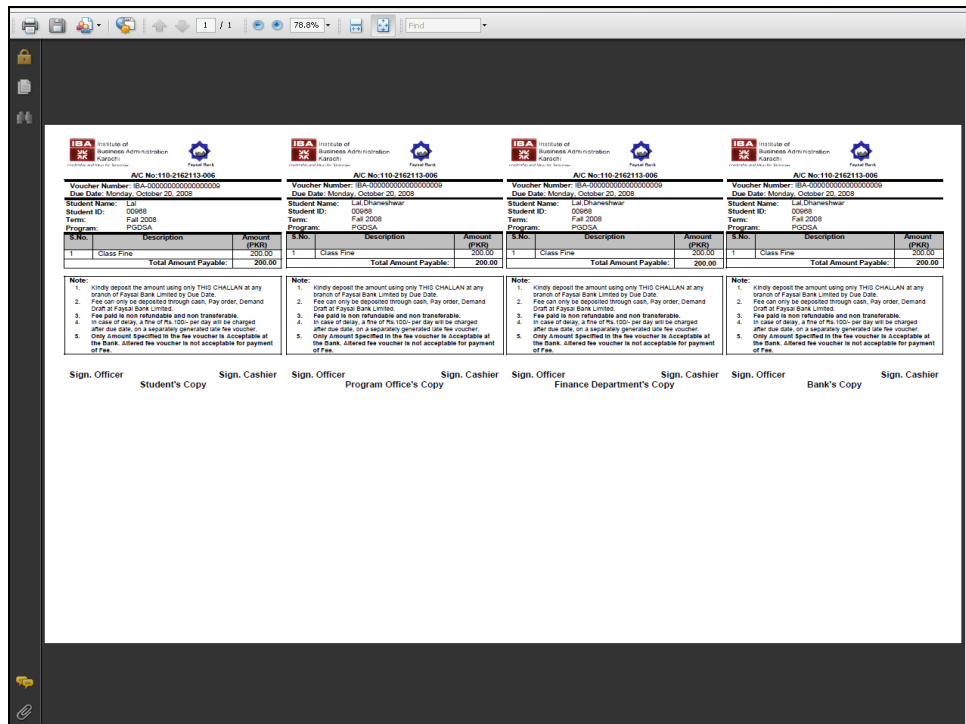 1 / 1
78.8%
Find
IBA
Institute of
Business Administration
Karachi
Leadership and Ideas for Tomorrow
Faysal Bank
A/C No:110-2162113-006
Voucher Number: IBA-000000000000000009
Due Date: Monday, October 20, 2008
Student Name: Lal
Student ID: 00968
Term: Fall 2008
Program: PGDSA
S.No. Description Amount (PKR)
1 Class Fine 200.00
Total Amount Payable: 200.00
Note:
1. Kindly deposit the amount using only THIS CHALLAN at any
branch of Faysal Bank Limited by Due Date.
2. Fee can only be deposited through cash, Pay order, Demand
Draft at Faysal Bank Limited.
3. Fee paid is non refundable and non transferable.
4. In case of delay, a fine of Rs.100/- per day will be charged
after due date, on a separately generated late fee voucher.
5. Only Amount Specified in the fee voucher is Acceptable at
the Bank. Altered fee voucher is not acceptable for payment
of Fee.
Sign. Officer Sign. Cashier
Student's Copy
IBA
Institute of
Business Administration
Karachi
Leadership and Ideas for Tomorrow
Faysal Bank
A/C No:110-2162113-006
Voucher Number: IBA-000000000000000009
Due Date: Monday, October 20, 2008
Student Name: Lal,Dhaneshwar
Student ID: 00968
Term: Fall 2008
Program: PGDSA
S.No. Description Amount (PKR)
1 Class Fine 200.00
Total Amount Payable: 200.00
Note:
1. Kindly deposit the amount using only THIS CHALLAN at any
branch of Faysal Bank Limited by Due Date.
2. Fee can only be deposited through cash, Pay order, Demand
Draft at Faysal Bank Limited.
3. Fee paid is non refundable and non transferable.
4. In case of delay, a fine of Rs.100/- per day will be charged
after due date, on a separately generated late fee voucher.
5. Only Amount Specified in the fee voucher is Acceptable at
the Bank. Altered fee voucher is not acceptable for payment
of Fee.
Sign. Officer Sign. Cashier
Program Office's Copy
IBA
Institute of
Business Administration
Karachi
Leadership and Ideas for Tomorrow
Faysal Bank
A/C No:110-2162113-006
Voucher Number: IBA-000000000000000009
Due Date: Monday, October 20, 2008
Student Name: Lal,Dhaneshwar
Student ID: 00968
Term: Fall 2008
Program: PGDSA
S.No. Description Amount (PKR)
1 Class Fine 200.00
Total Amount Payable: 200.00
Note:
1. Kindly deposit the amount using only THIS CHALLAN at any
branch of Faysal Bank Limited by Due Date.
2. Fee can only be deposited through cash, Pay order, Demand
Draft at Faysal Bank Limited.
3. Fee paid is non refundable and non transferable.
4. In case of delay, a fine of Rs.100/- per day will be charged
after due date, on a separately generated late fee voucher.
5. Only Amount Specified in the fee voucher is Acceptable at
the Bank. Altered fee voucher is not acceptable for payment
of Fee.
Sign. Officer Sign. Cashier
Finance Department's Copy
IBA
Institute of
Business Administration
Karachi
Leadership and Ideas for Tomorrow
Faysal Bank
A/C No:110-2162113-006
Voucher Number: IBA-000000000000000009
Due Date: Monday, October 20, 2008
Student Name: Lal,Dhaneshwar
Student ID: 00968
Term: Fall 2008
Program: PGDSA
S.No. Description Amount (PKR)
1 Class Fine 200.00
Total Amount Payable: 200.00
Note:
1. Kindly deposit the amount using only THIS CHALLAN at any
branch of Faysal Bank Limited by Due Date.
2. Fee can only be deposited through cash, Pay order, Demand
Draft at Faysal Bank Limited.
3. Fee paid is non refundable and non transferable.
4. In case of delay, a fine of Rs.100/- per day will be charged
after due date, on a separately generated late fee voucher.
5. Only Amount Specified in the fee voucher is Acceptable at
the Bank. Altered fee voucher is not acceptable for payment
of Fee.
Sign. Officer Sign. Cashier
Bank's Copy